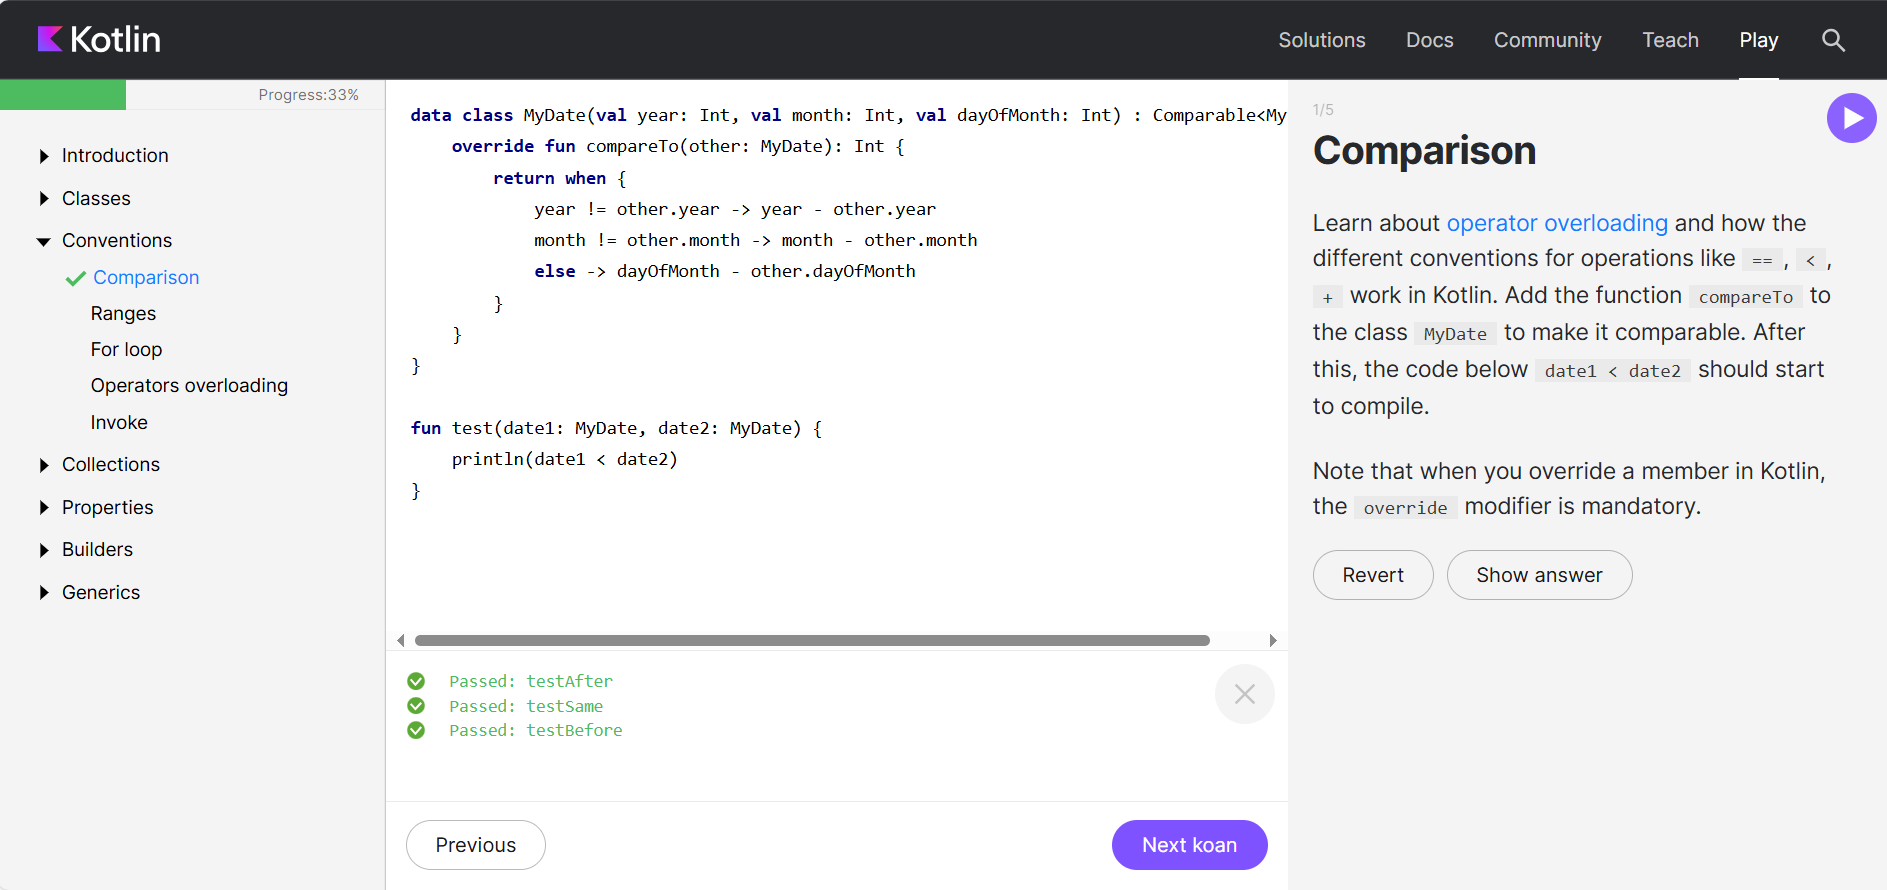 Kotlin
Solutions Docs Community Teach Play
Progress:33%
Introduction
Classes
Conventions
Comparison
Ranges
For loop
Operators overloading
Invoke
Collections
Properties
Builders
Generics
data class MyDate(val year: Int, val month: Int, val dayOfMonth: Int) : Comparable<My
    override fun compareTo(other: MyDate): Int {
        return when {
            year != other.year -> year - other.year
            month != other.month -> month - other.month
            else -> dayOfMonth - other.dayOfMonth
        }
    }
}
fun test(date1: MyDate, date2: MyDate) {
    println(date1 < date2)
}
Passed: testAfter
Passed: testSame
Passed: testBefore
Previous
Next koan
1/5
Comparison
Learn about operator overloading and how the
different conventions for operations like == , < ,
+ work in Kotlin. Add the function compareTo to
the class MyDate to make it comparable. After
this, the code below date1 < date2 should start
to compile.
Note that when you override a member in Kotlin,
the override modifier is mandatory.
Revert
Show answer